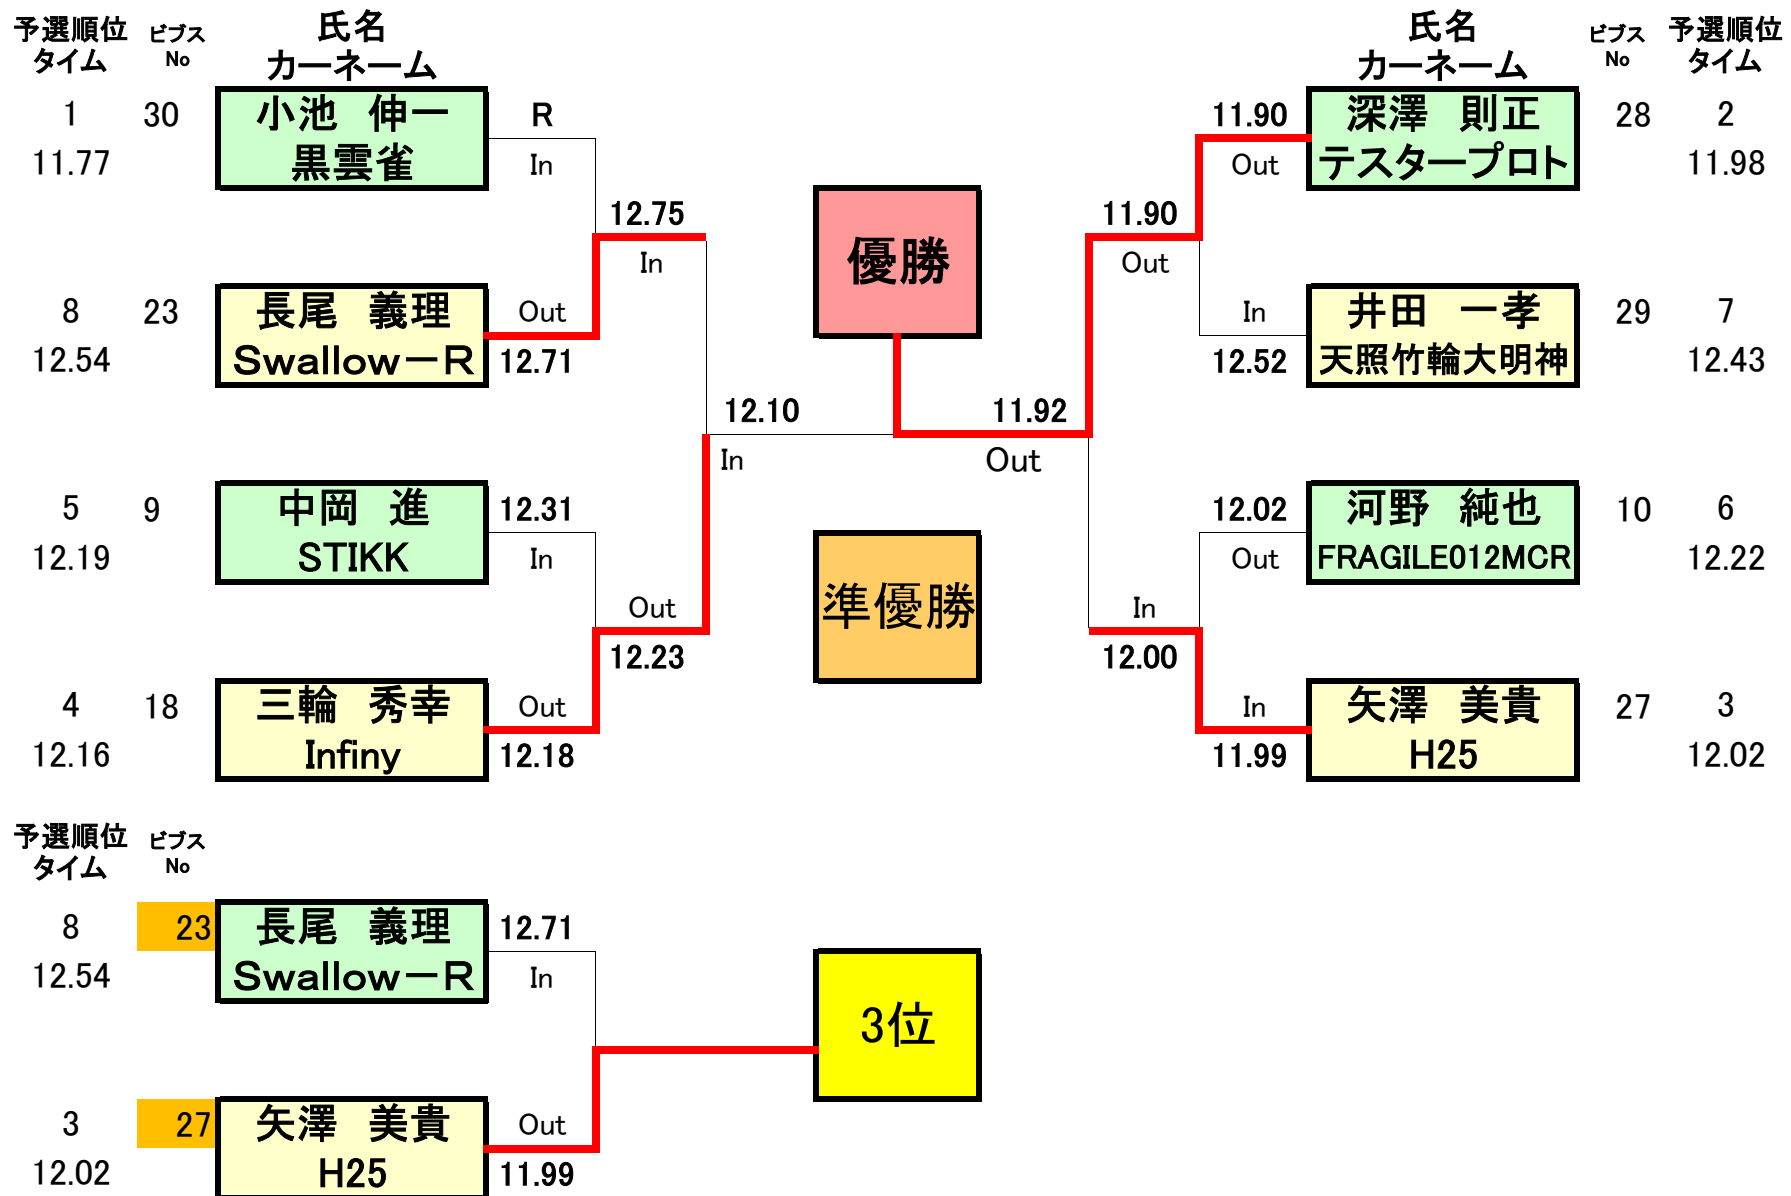 予選順位 ビブス 氏名 氏名 ビブス 予選順位
タイム No カーネーム カーネーム No タイム
1 30 小池 伸一 R 11.90 深澤 則正 28 2
11.77 黒雲雀 In Out テスタープロト 11.98
12.75 優勝 11.90
In Out
8 23 長尾 義理 Out In 井田 一孝 29 7
12.54 Swallow－R 12.71 12.52 天照竹輪大明神 12.43
12.10 11.92
In Out
5 9 中岡 進 12.31 12.02 河野 純也 10 6
12.19 STIKK In Out FRAGILE012MCR 12.22
Out 準優勝 In
12.23 12.00
4 18 三輪 秀幸 Out In 矢澤 美貴 27 3
12.16 Infiny 12.18 11.99 H25 12.02
予選順位 ビブス
タイム No
8 23 長尾 義理 12.71
12.54 Swallow－R In
3位
3 27 矢澤 美貴 Out
12.02 H25 11.99